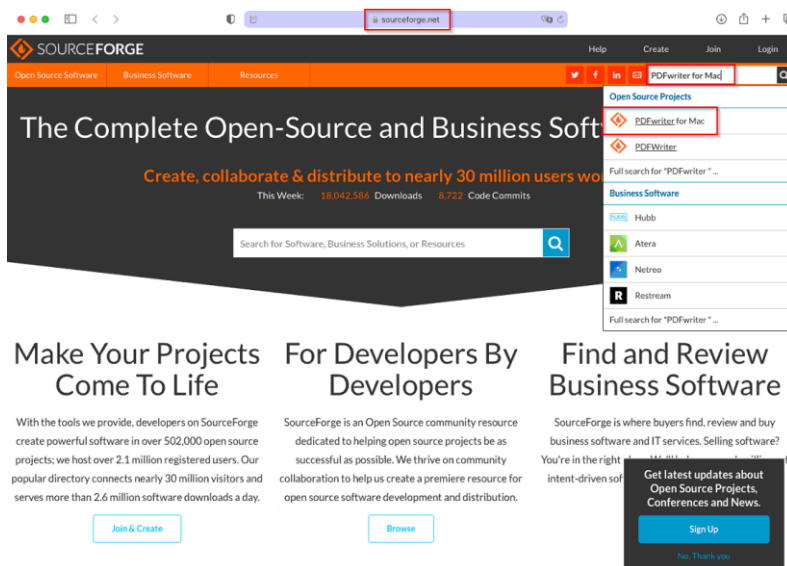 sourceforge.net
SOURCEFORGE
Help Create Join Login
Open Source Software Business Software Resources
PDFwriter for Mac
Open Source Projects
PDFwriter for Mac
PDFWriter
Full search for "PDFwriter " ...
Business Software
hubb Hubb
Atera
Netreo
R Restream
Full search for "PDFwriter " ...
The Complete Open-Source and Business Soft
Create, collaborate & distribute to nearly 30 million users wo
This Week: 18,042,586 Downloads 8,722 Code Commits
Search for Software, Business Solutions, or Resources
Make Your Projects
Come To Life
With the tools we provide, developers on SourceForge
create powerful software in over 502,000 open source
projects; we host over 2.1 million registered users. Our
popular directory connects nearly 30 million visitors and
serves more than 2.6 million software downloads a day.
Join & Create
For Developers By
Developers
SourceForge is an Open Source community resource
dedicated to helping open source projects be as
successful as possible. We thrive on community
collaboration to help us create a premiere resource for
open source software development and distribution.
Browse
Find and Review
Business Software
SourceForge is where buyers find, review and buy
business software and IT services. Selling software?
You're in the right
intent-driven sof
Get latest updates about
Open Source Projects,
Conferences and News.
Sign Up
No, Thank you